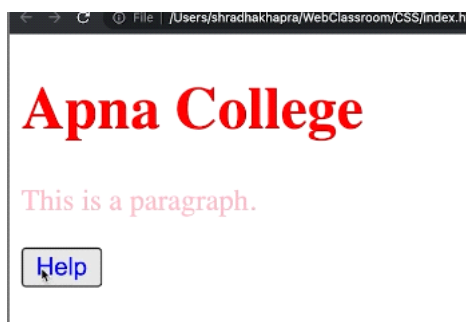 File /Users/shradhakhapra/WebClassroom/CSS/index.h
Apna College
This is a paragraph.
Help